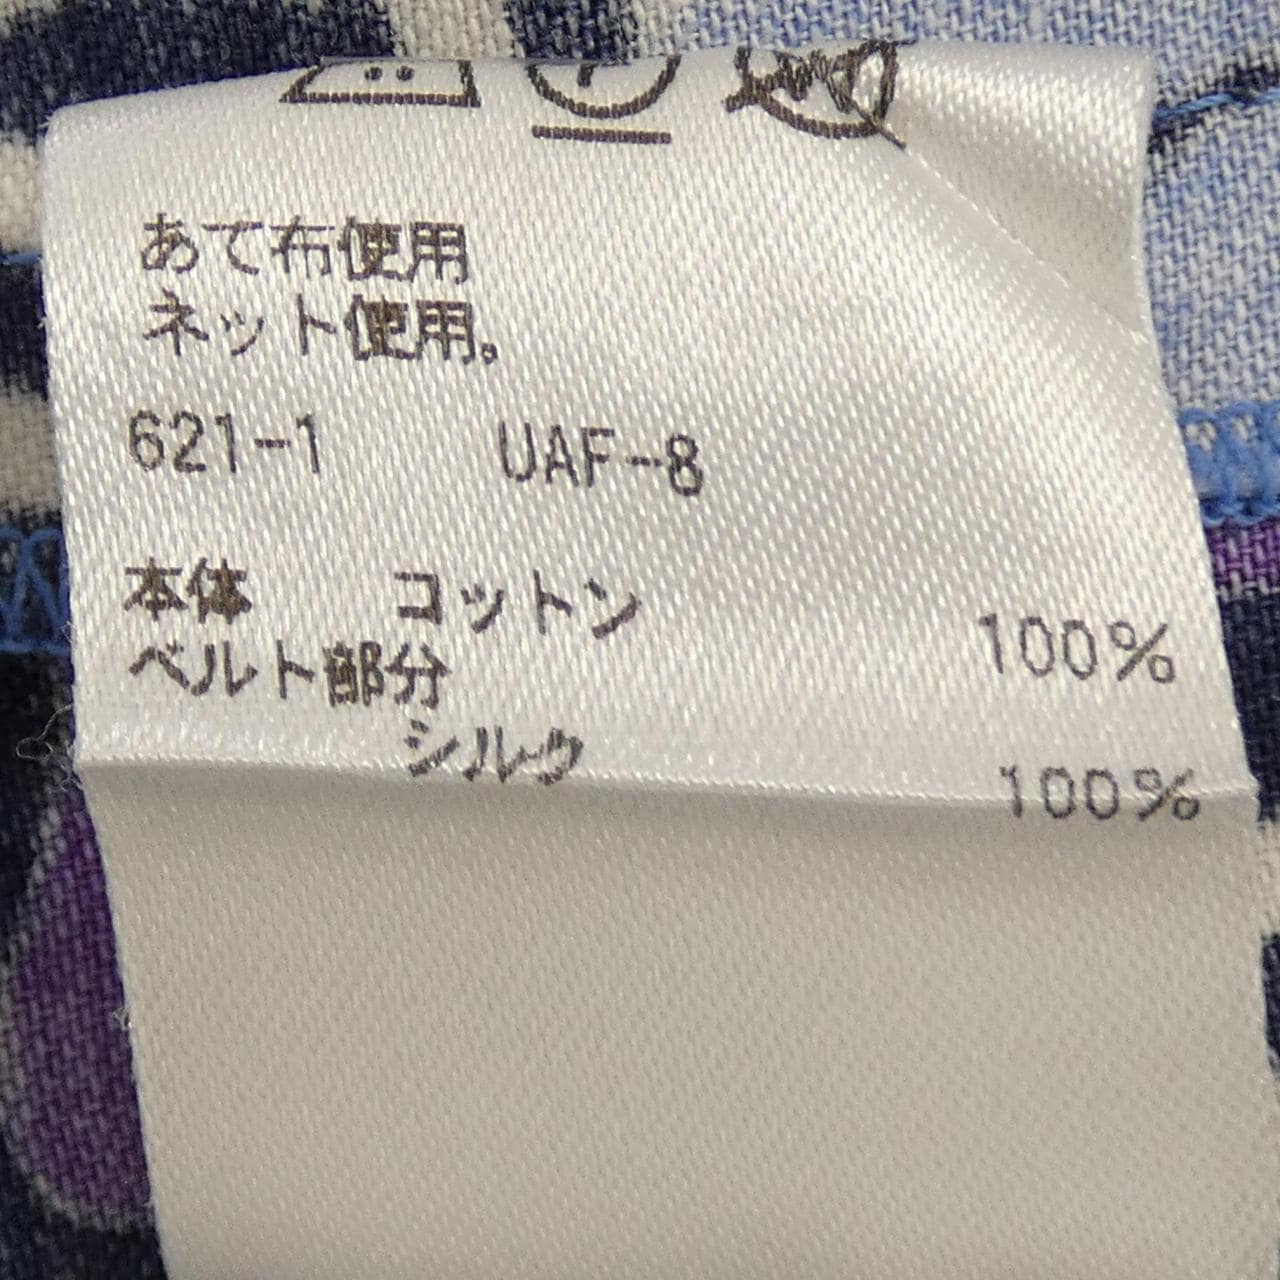 あて布使用
ネット使用。
621-1 UAF-8
本体 コットン 100%
ベルト部分
シルク 100%